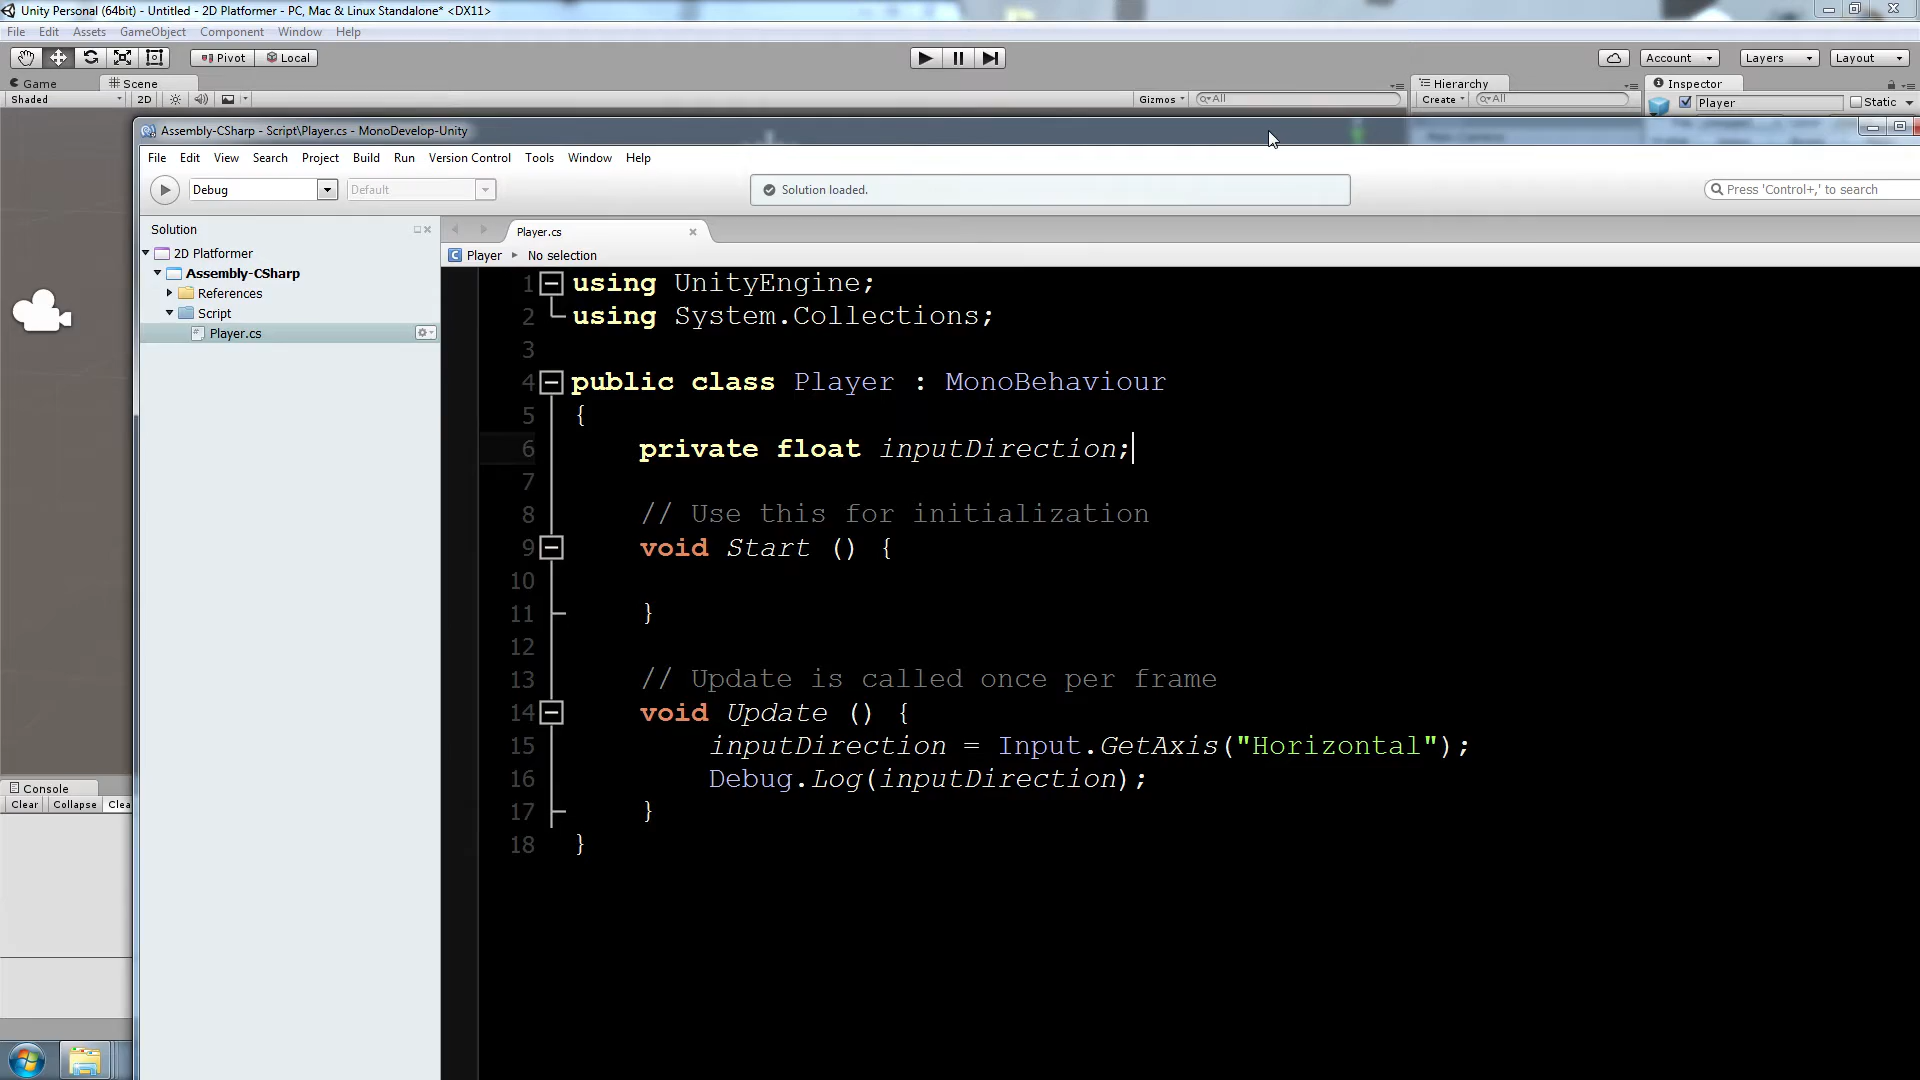 Unity Personal (64bit) - Untitled - 2D Platformer - PC, Mac & Linux Standalone* <DX11>
File Edit Assets GameObject Component Window Help
Pivot Local Account Layers Layout
Game Scene Hierarchy Inspector
Shaded 2D Gizmos All Create All Player Static
Assembly-CSharp - Script\Player.cs - MonoDevelop-Unity
File Edit View Search Project Build Run Version Control Tools Window Help
Debug Default Solution loaded. Press 'Control+,' to search
Solution Player.cs
2D Platformer Player No selection
Assembly-CSharp
References
Script
Player.cs
1 using UnityEngine;
2 using System.Collections;
3
4 public class Player : MonoBehaviour
5 {
6 private float inputDirection;
7
8 // Use this for initialization
9 void Start () {
10
11 }
12
13 // Update is called once per frame
14 void Update () {
15 inputDirection = Input.GetAxis("Horizontal");
16 Debug.Log(inputDirection);
17 }
18 }
Console
Clear Collapse Clea